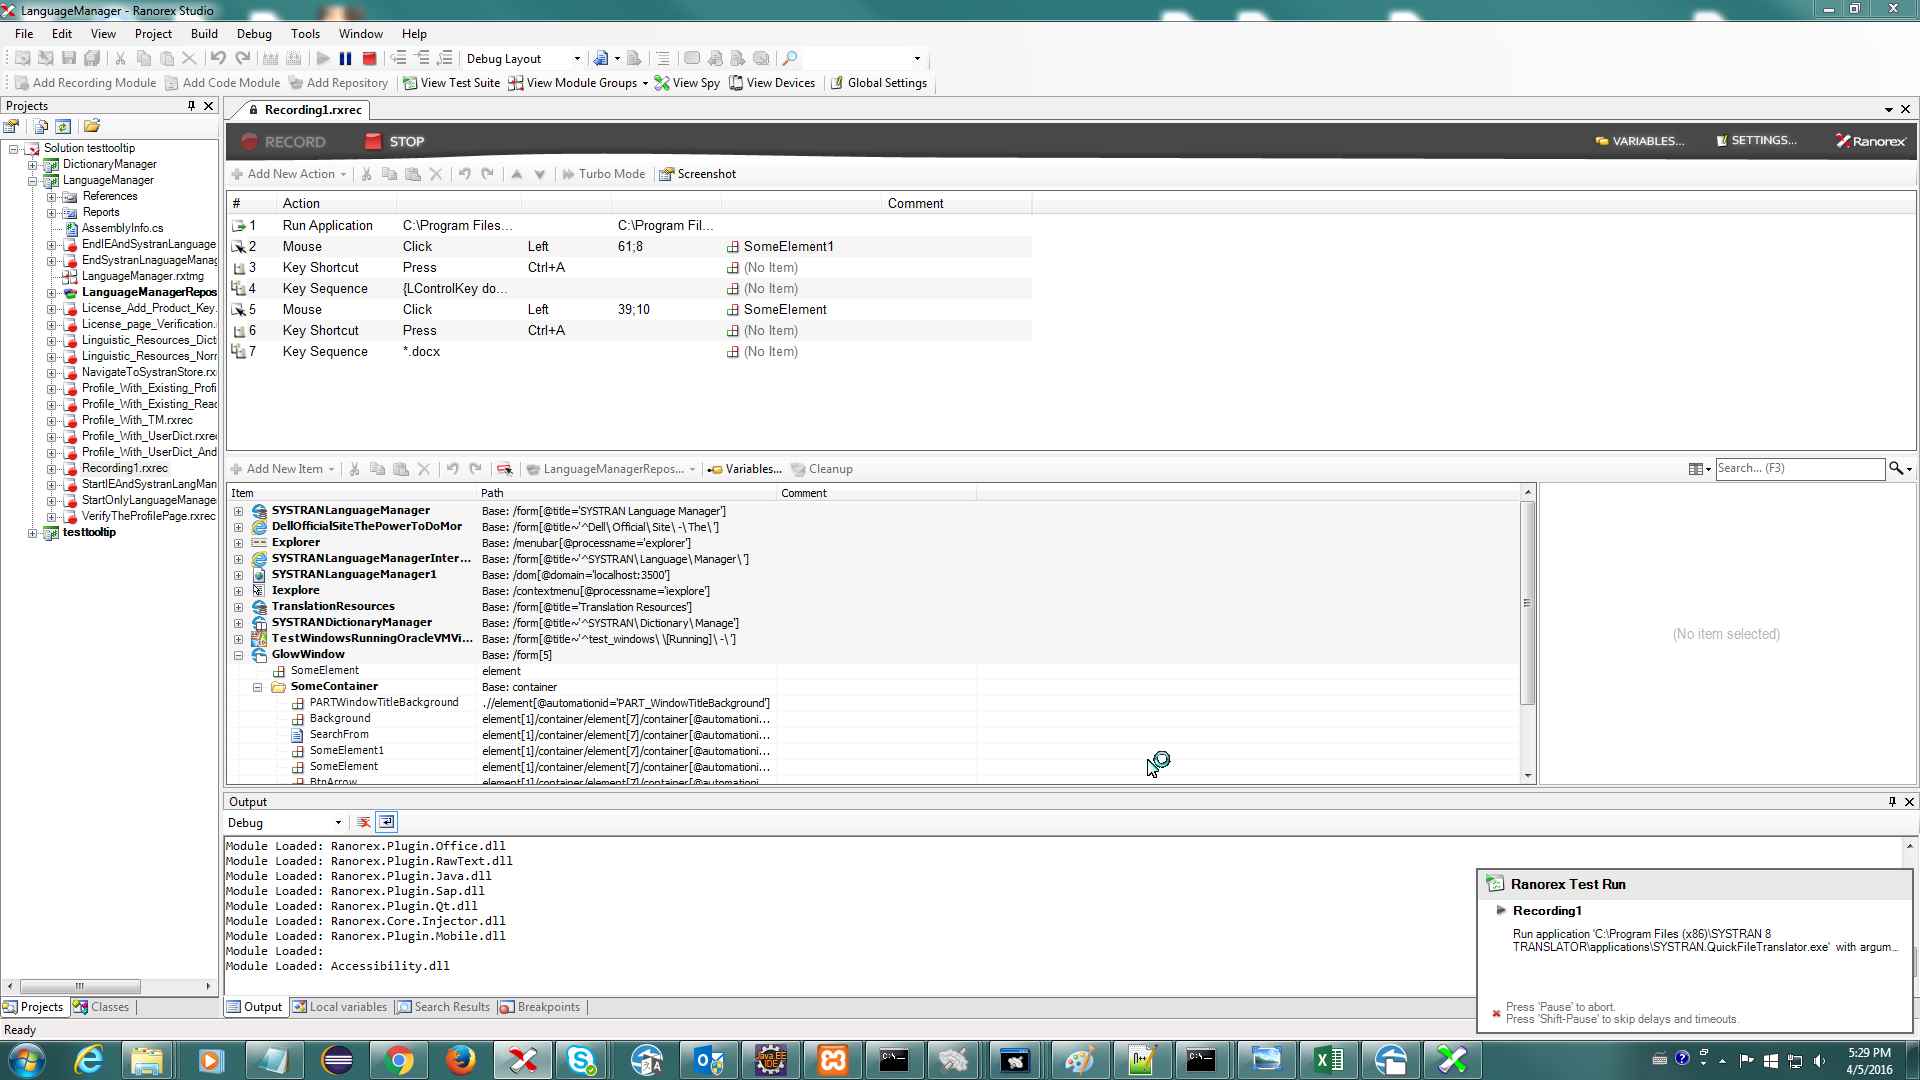 LanguageManager - Ranorex Studio
File Edit View Project Build Debug Tools Window Help
Debug Layout
Add Recording Module Add Code Module Add Repository View Test Suite View Module Groups View Spy View Devices Global Settings
Projects
Recording1.rxrec
RECORD STOP VARIABLES... SETTINGS... Ranorex
Add New Action Turbo Mode Screenshot
# Action Comment
1 Run Application C:\Program Files... C:\Program Fil...
2 Mouse Click Left 61;8 SomeElement1
3 Key Shortcut Press Ctrl+A (No Item)
4 Key Sequence {LControlKey do... (No Item)
5 Mouse Click Left 39;10 SomeElement
6 Key Shortcut Press Ctrl+A (No Item)
7 Key Sequence *.docx (No Item)
Solution testtooltip
DictionaryManager
LanguageManager
References
Reports
AssemblyInfo.cs
EndIEAndSystranLanguage
EndSystranLnaguageManag
LanguageManager.rxtmg
LanguageManagerRepos
License_Add_Product_Key.
License_page_Verification.
Linguistic_Resources_Dict
Linguistic_Resources_Norr
NavigateToSystranStore.rx
Profile_With_Existing_Profi
Profile_With_Existing_Reac
Profile_With_TM.rxrec
Profile_With_UserDict.rxrec
Profile_With_UserDict_And
Recording1.rxrec
StartIEAndSystranLangMan
StartOnlyLanguageManage
VerifyTheProfilePage.rxrec
testtooltip
Add New Item LanguageManagerRepos... Variables... Cleanup Search... (F3)
Item Path Comment
SYSTRANLanguageManager Base: /form[@title='SYSTRAN Language Manager']
DellOfficialSiteThePowerToDoMor Base: /form[@title~'^Dell\ Official\ Site\ -\ The\ ']
Explorer Base: /menubar[@processname='explorer']
SYSTRANLanguageManagerInter... Base: /form[@title~'^SYSTRAN\ Language\ Manager\ ']
SYSTRANLanguageManager1 Base: /dom[@domain='localhost:3500']
Iexplore Base: /contextmenu[@processname='iexplore']
TranslationResources Base: /form[@title='Translation Resources']
SYSTRANDictionaryManager Base: /form[@title~'^SYSTRAN\ Dictionary\ Manage']
TestWindowsRunningOracleVMVi... Base: /form[@title~'^test_windows\ \[Running]\ -\ ']
GlowWindow Base: /form[5]
SomeElement element
SomeContainer Base: container
PARTWindowTitleBackground .//element[@automationid='PART_WindowTitleBackground']
Background element[1]/container/element[7]/container[@automationi...
SearchFrom element[1]/container/element[7]/container[@automationi...
SomeElement1 element[1]/container/element[7]/container[@automationi...
SomeElement element[1]/container/element[7]/container[@automationi...
BtnArrow element[1]/container/element[7]/container[@automationi...
(No item selected)
Output
Debug
Module Loaded: Ranorex.Plugin.Office.dll
Module Loaded: Ranorex.Plugin.RawText.dll
Module Loaded: Ranorex.Plugin.Java.dll
Module Loaded: Ranorex.Plugin.Sap.dll
Module Loaded: Ranorex.Plugin.Qt.dll
Module Loaded: Ranorex.Core.Injector.dll
Module Loaded: Ranorex.Plugin.Mobile.dll
Module Loaded:
Module Loaded: Accessibility.dll
Ranorex Test Run
Recording1
Run application 'C:\Program Files (x86)\SYSTRAN 8
TRANSLATOR\applications\SYSTRAN.QuickFileTranslator.exe' with argum...
Press 'Pause' to abort.
Press 'Shift-Pause' to skip delays and timeouts.
Projects Classes
Output Local variables Search Results Breakpoints
Ready
Java EE
IDE
5:29 PM
4/5/2016